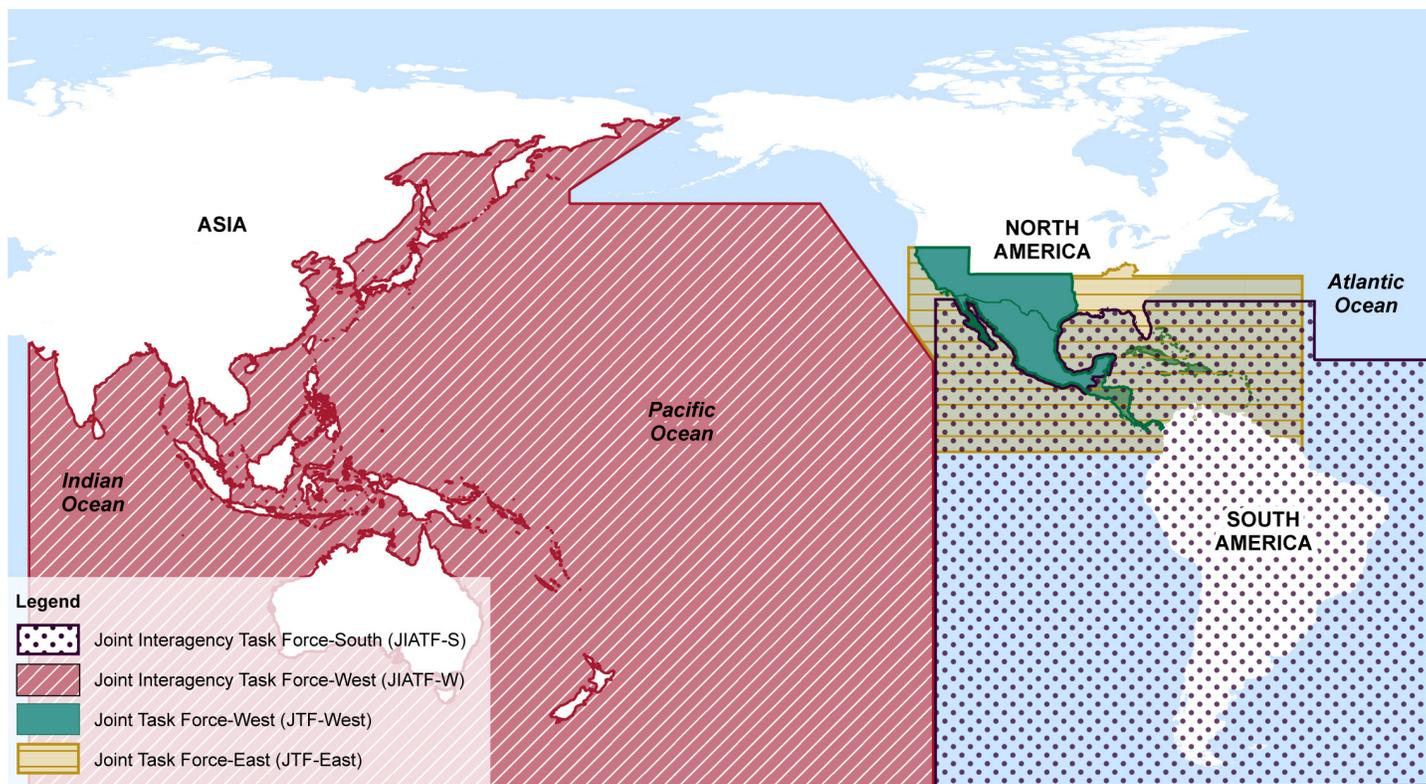 ASIA
NORTH
AMERICA
Atlantic
Ocean
Pacific
Ocean
Indian
Ocean
SOUTH
AMERICA
Legend
Joint Interagency Task Force-South (JIATF-S)
Joint Interagency Task Force-West (JIATF-W)
Joint Task Force-West (JTF-West)
Joint Task Force-East (JTF-East)